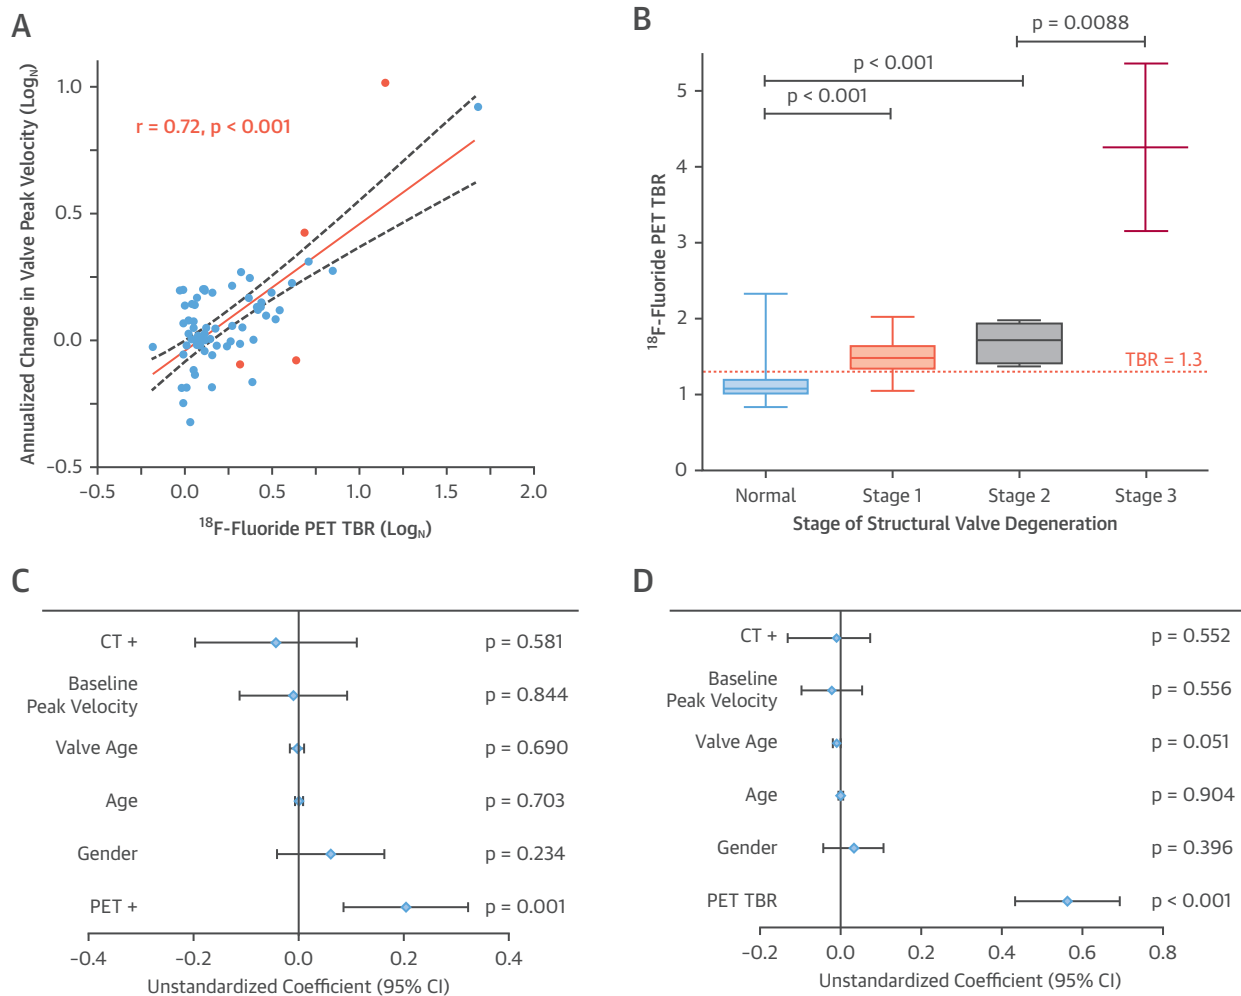 A
Annualized Change in Valve Peak Velocity (LogN)
1.0
0.5
0.0
−0.5
r = 0.72, p < 0.001
−0.5
0.0
0.5
1.0
1.5
2.0
18F-Fluoride PET TBR (LogN)
B
18F-Fluoride PET TBR
5
4
3
2
1
0
p = 0.0088
p < 0.001
p < 0.001
TBR = 1.3
Normal
Stage 1
Stage 2
Stage 3
Stage of Structural Valve Degeneration
C
CT +
p = 0.581
Baseline
Peak Velocity
p = 0.844
Valve Age
p = 0.690
Age
p = 0.703
Gender
p = 0.234
PET +
p = 0.001
−0.4
−0.2
0.0
0.2
0.4
Unstandardized Coefficient (95% CI)
D
CT +
p = 0.552
Baseline
Peak Velocity
p = 0.556
Valve Age
p = 0.051
Age
p = 0.904
Gender
p = 0.396
PET TBR
p < 0.001
−0.2
0.0
0.2
0.4
0.6
0.8
Unstandardized Coefficient (95% CI)